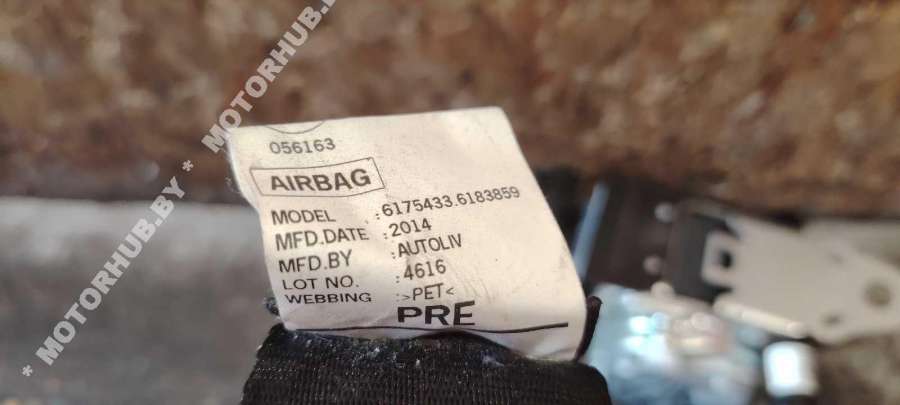 056163
AIRBAG
MODEL :6175433.6183859
MFD.DATE :2014
MFD.BY :AUTOLIV
LOT NO. :4616
WEBBING :>PET<
PRE
* MOTORHUB.BY * MOTORHUB.BY